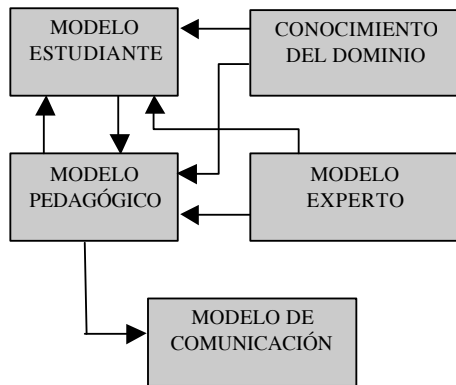 MODELO
ESTUDIANTE
CONOCIMIENTO
DEL DOMINIO
MODELO
PEDAGÓGICO
MODELO
EXPERTO
MODELO DE
COMUNICACIÓN